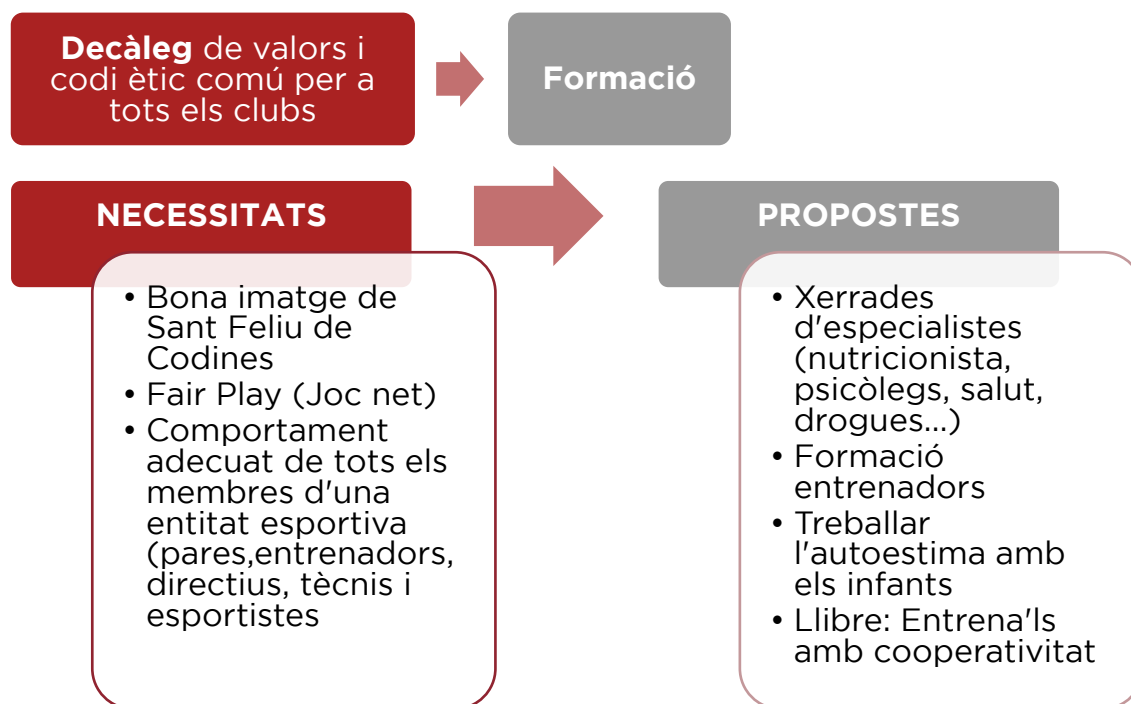 Decàleg de valors i
codi ètic comú per a
tots els clubs
Formació
NECESSITATS
• Bona imatge de
Sant Feliu de
Codines
• Fair Play (Joc net)
• Comportament
adecuat de tots els
membres d'una
entitat esportiva
(pares,entrenadors,
directius, tècnis i
esportistes
PROPOSTES
• Xerrades
d'especialistes
(nutricionista,
psicòlegs, salut,
drogues...)
• Formació
entrenadors
• Treballar
l'autoestima amb
els infants
• Llibre: Entrena'ls
amb cooperativitat